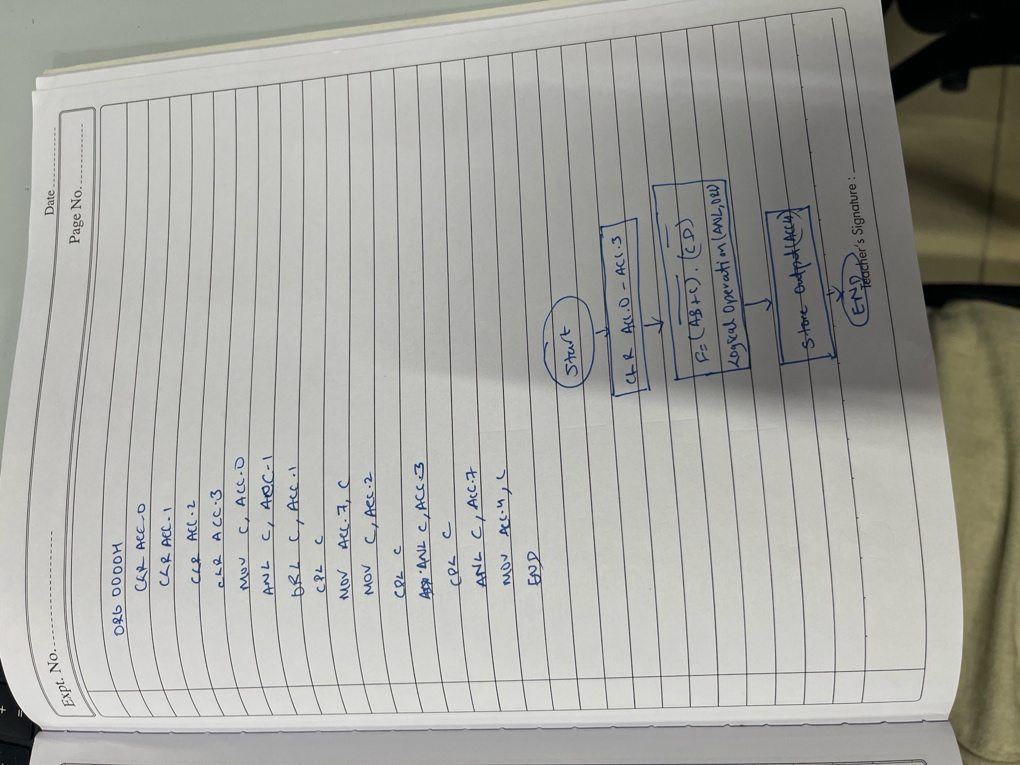 Date
Expt. No.
Page No.
ORG 0000H
CLR ACC.0
CLR ACC.1
CLR ACC.2
CLR ACC.3
MOV C, ACC.0
ANL C, ACC.1
ORL C, ACC.1
CPL C
MOV ACC.7, C
MOV C, ACC.2
CPL C
ANL C, ACC.3
CPL C
ANL C, ACC.7
MOV ACC.4, C
END
Start
CLR ACC.0 - ACC.3
F = (AB+C) . (CD)
Logical Operation (ANL, ORL)
Store Output (ACC.4)
END
Teacher's Signature :